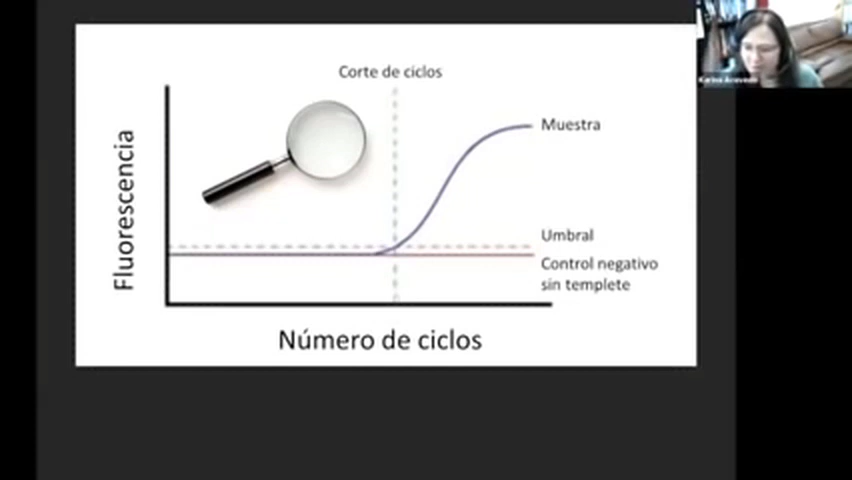 Corte de ciclos
Fluorescencia
Muestra
Umbral
Control negativo
sin templete
Número de ciclos